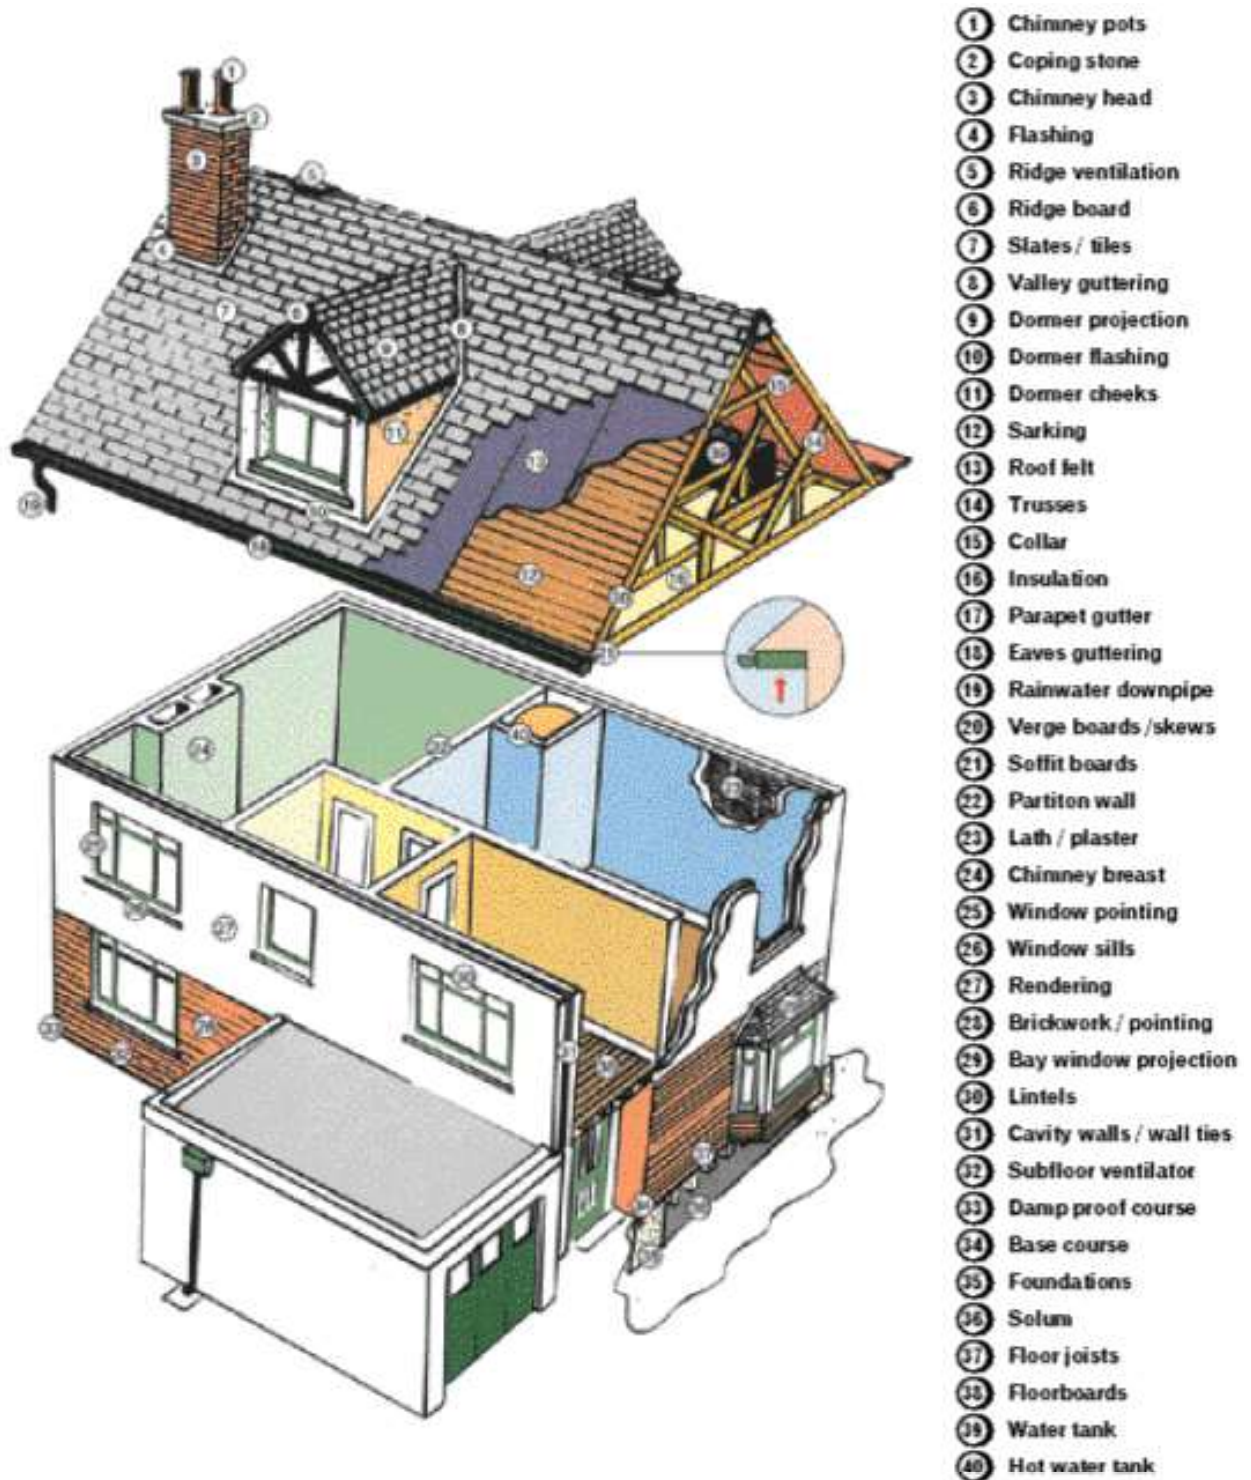 1 Chimney pots
2 Coping stone
3 Chimney head
4 Flashing
5 Ridge ventilation
6 Ridge board
7 Slates / tiles
8 Valley guttering
9 Dormer projection
10 Dormer flashing
11 Dormer cheeks
12 Sarking
13 Roof felt
14 Trusses
15 Collar
16 Insulation
17 Parapet gutter
18 Eaves guttering
19 Rainwater downpipe
20 Verge boards /skews
21 Soffit boards
22 Partiton wall
23 Lath / plaster
24 Chimney breast
25 Window pointing
26 Window sills
27 Rendering
28 Brickwork / pointing
29 Bay window projection
30 Lintels
31 Cavity walls / wall ties
32 Subfloor ventilator
33 Damp proof course
34 Base course
35 Foundations
36 Solum
37 Floor joists
38 Floorboards
39 Water tank
40 Hot water tank